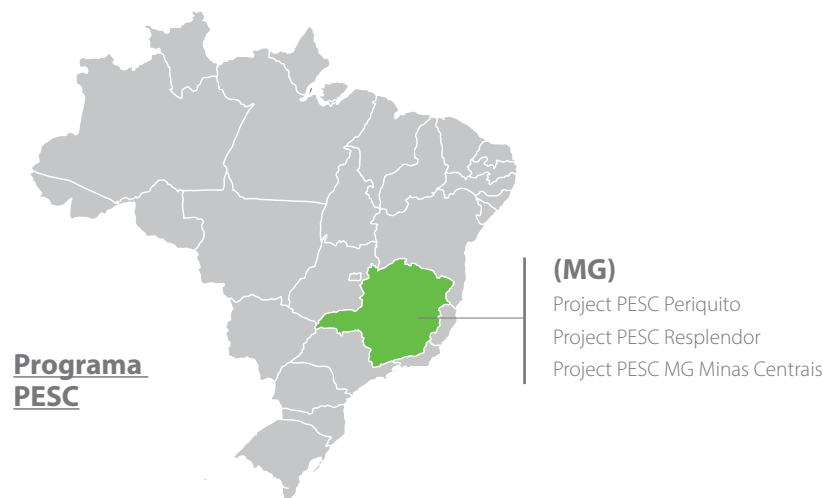 (MG)
Project PESC Periquito
Project PESC Resplendor
Project PESC MG Minas Centrais
Programa
PESC